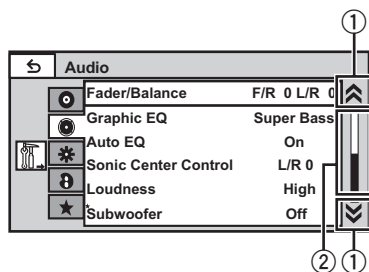 ①
Audio
Fader/Balance F/R 0 L/R 0
Graphic EQ Super Bass
Auto EQ On
Sonic Center Control L/R 0
Loudness High
Subwoofer Off
② ①